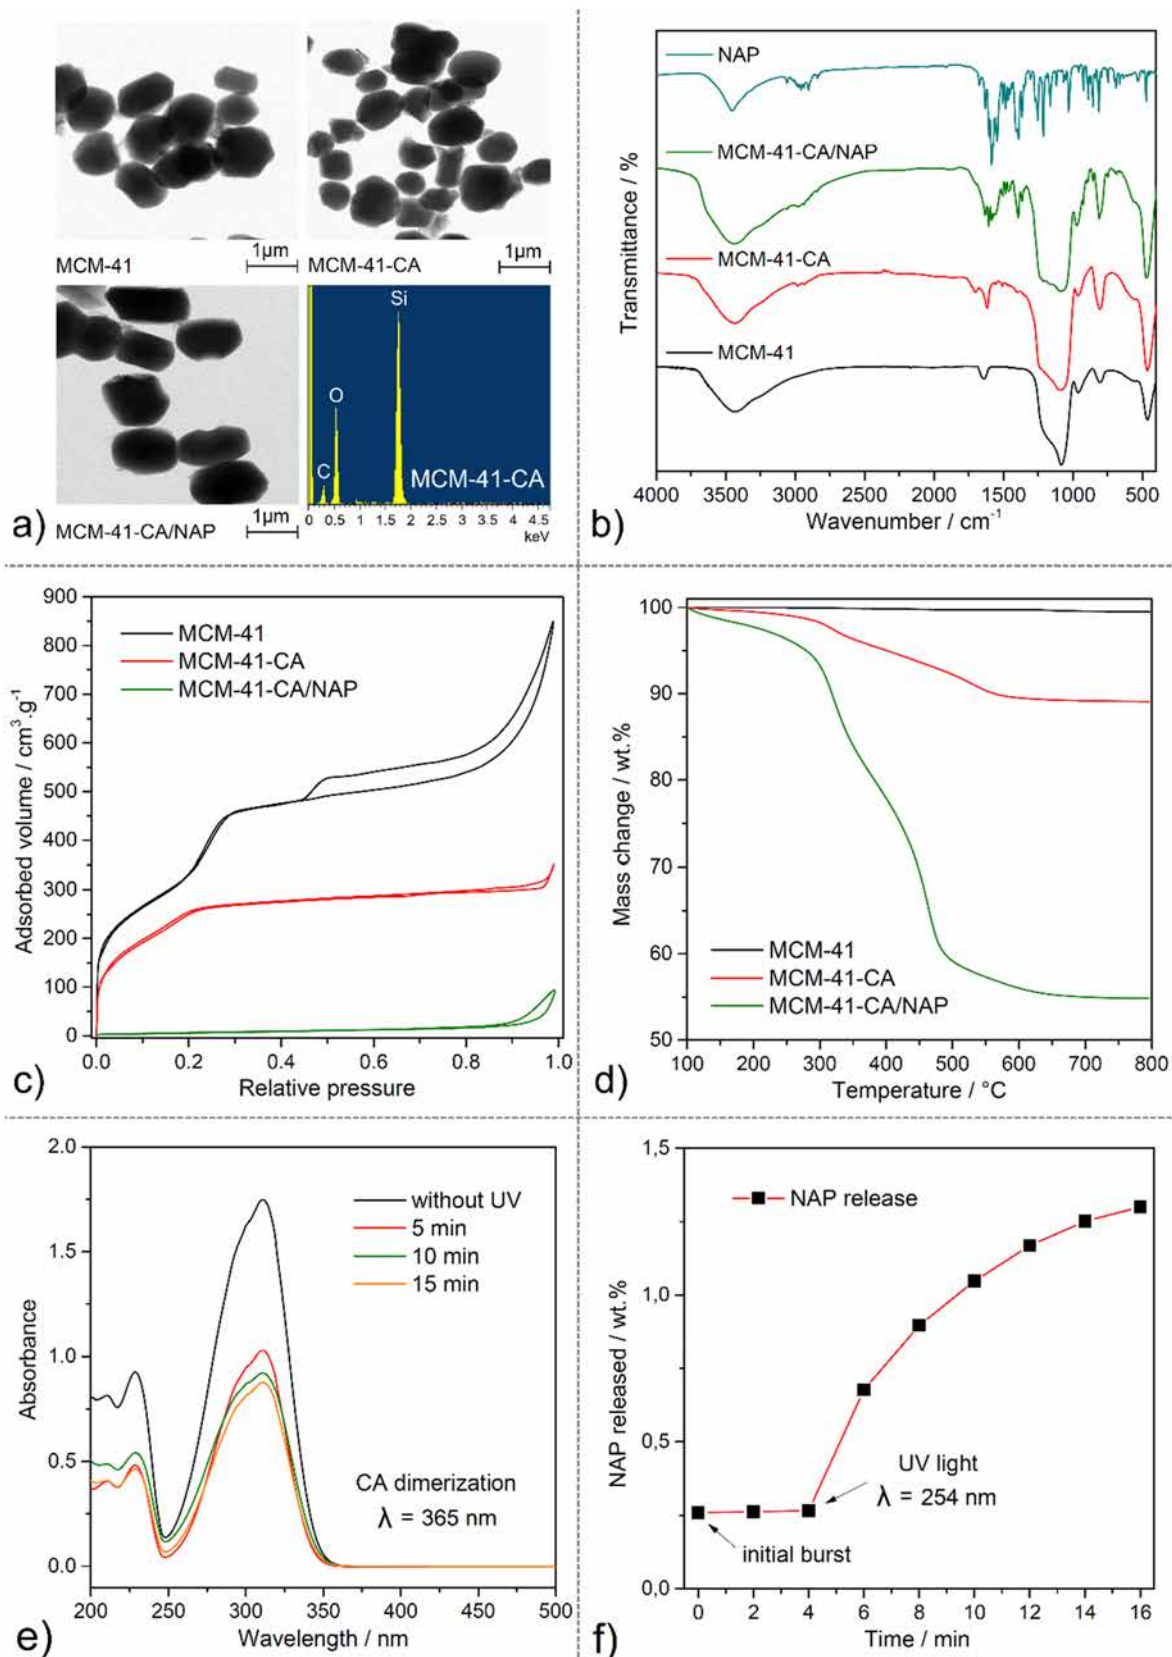 MCM-41
1μm
MCM-41-CA
1μm
MCM-41-CA/NAP
1μm
Si
O
C
MCM-41-CA
0 0.5 1 1.5 2 2.5 3 3.5 4 4.5
keV
a)
NAP
MCM-41-CA/NAP
MCM-41-CA
MCM-41
Transmittance / %
4000 3500 3000 2500 2000 1500 1000 500
Wavenumber / cm⁻¹
b)
900
800
700
600
500
400
300
200
100
0
MCM-41
MCM-41-CA
MCM-41-CA/NAP
Adsorbed volume / cm³.g⁻¹
0.0 0.2 0.4 0.6 0.8 1.0
Relative pressure
c)
100
90
80
70
60
50
Mass change / wt.%
MCM-41
MCM-41-CA
MCM-41-CA/NAP
100 200 300 400 500 600 700 800
Temperature / °C
d)
2.0
1.5
1.0
0.5
0.0
Absorbance
without UV
5 min
10 min
15 min
CA dimerization
λ = 365 nm
200 250 300 350 400 450 500
Wavelength / nm
e)
1,5
1,0
0,5
0,0
NAP released / wt.%
NAP release
UV light
λ = 254 nm
initial burst
0 2 4 6 8 10 12 14 16
Time / min
f)